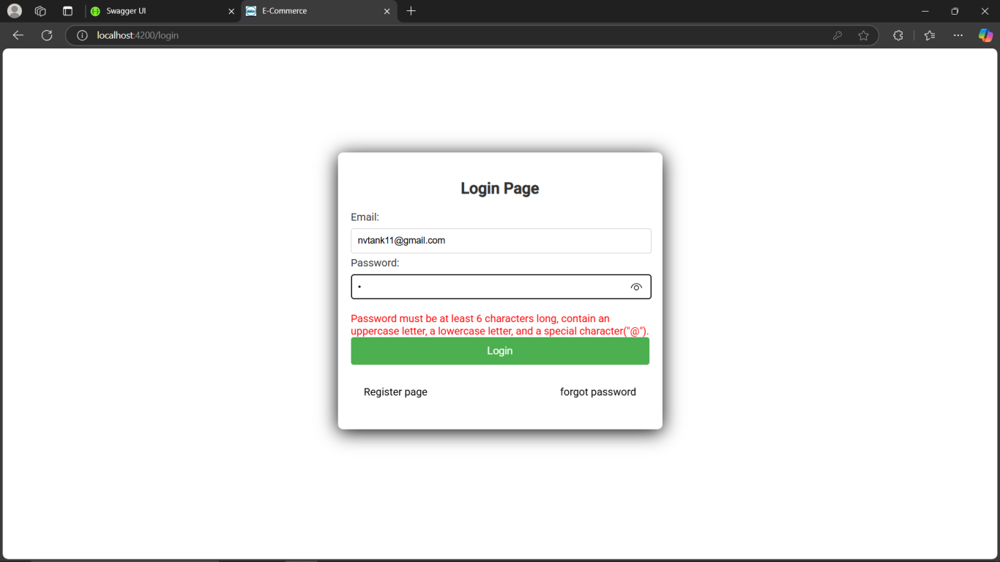 Swagger UI
E-Commerce
localhost:4200/login
Login Page
Email:
nvtank11@gmail.com
Password:
•
Password must be at least 6 characters long, contain an
uppercase letter, a lowercase letter, and a special character("@").
Login
Register page
forgot password